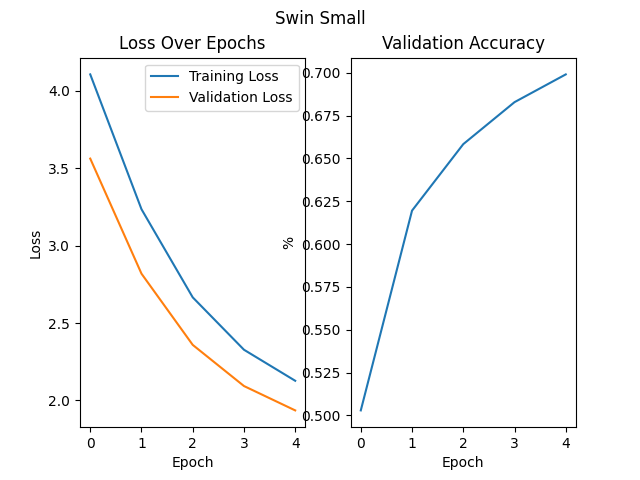 Swin Small
Loss Over Epochs
Training Loss
Validation Loss
4.0
3.5
3.0
2.5
2.0
Loss
0 1 2 3 4
Epoch
Validation Accuracy
0.700
0.675
0.650
0.625
0.600
0.575
0.550
0.525
0.500
%
0 1 2 3 4
Epoch